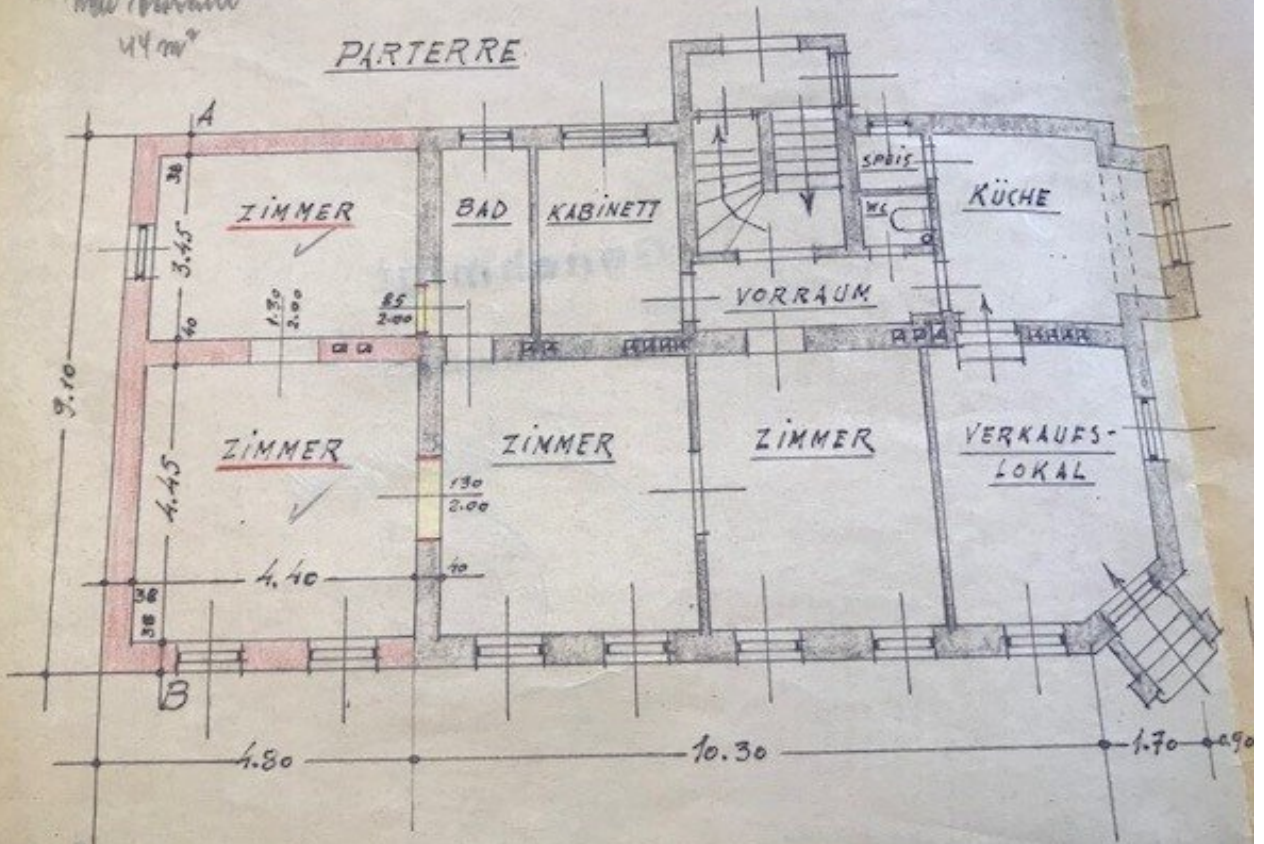 44 m²
PARTERRE
A
38
ZIMMER
BAD
KABINETT
SPEIS
WC
KÜCHE
3.45
VORRAUM
1.30
2.00
85
2.00
40
9.10
ZIMMER
ZIMMER
ZIMMER
VERKAUFS-
LOKAL
4.45
130
2.00
4.40
40
38
38
B
4.80
10.30
1.70
0.90